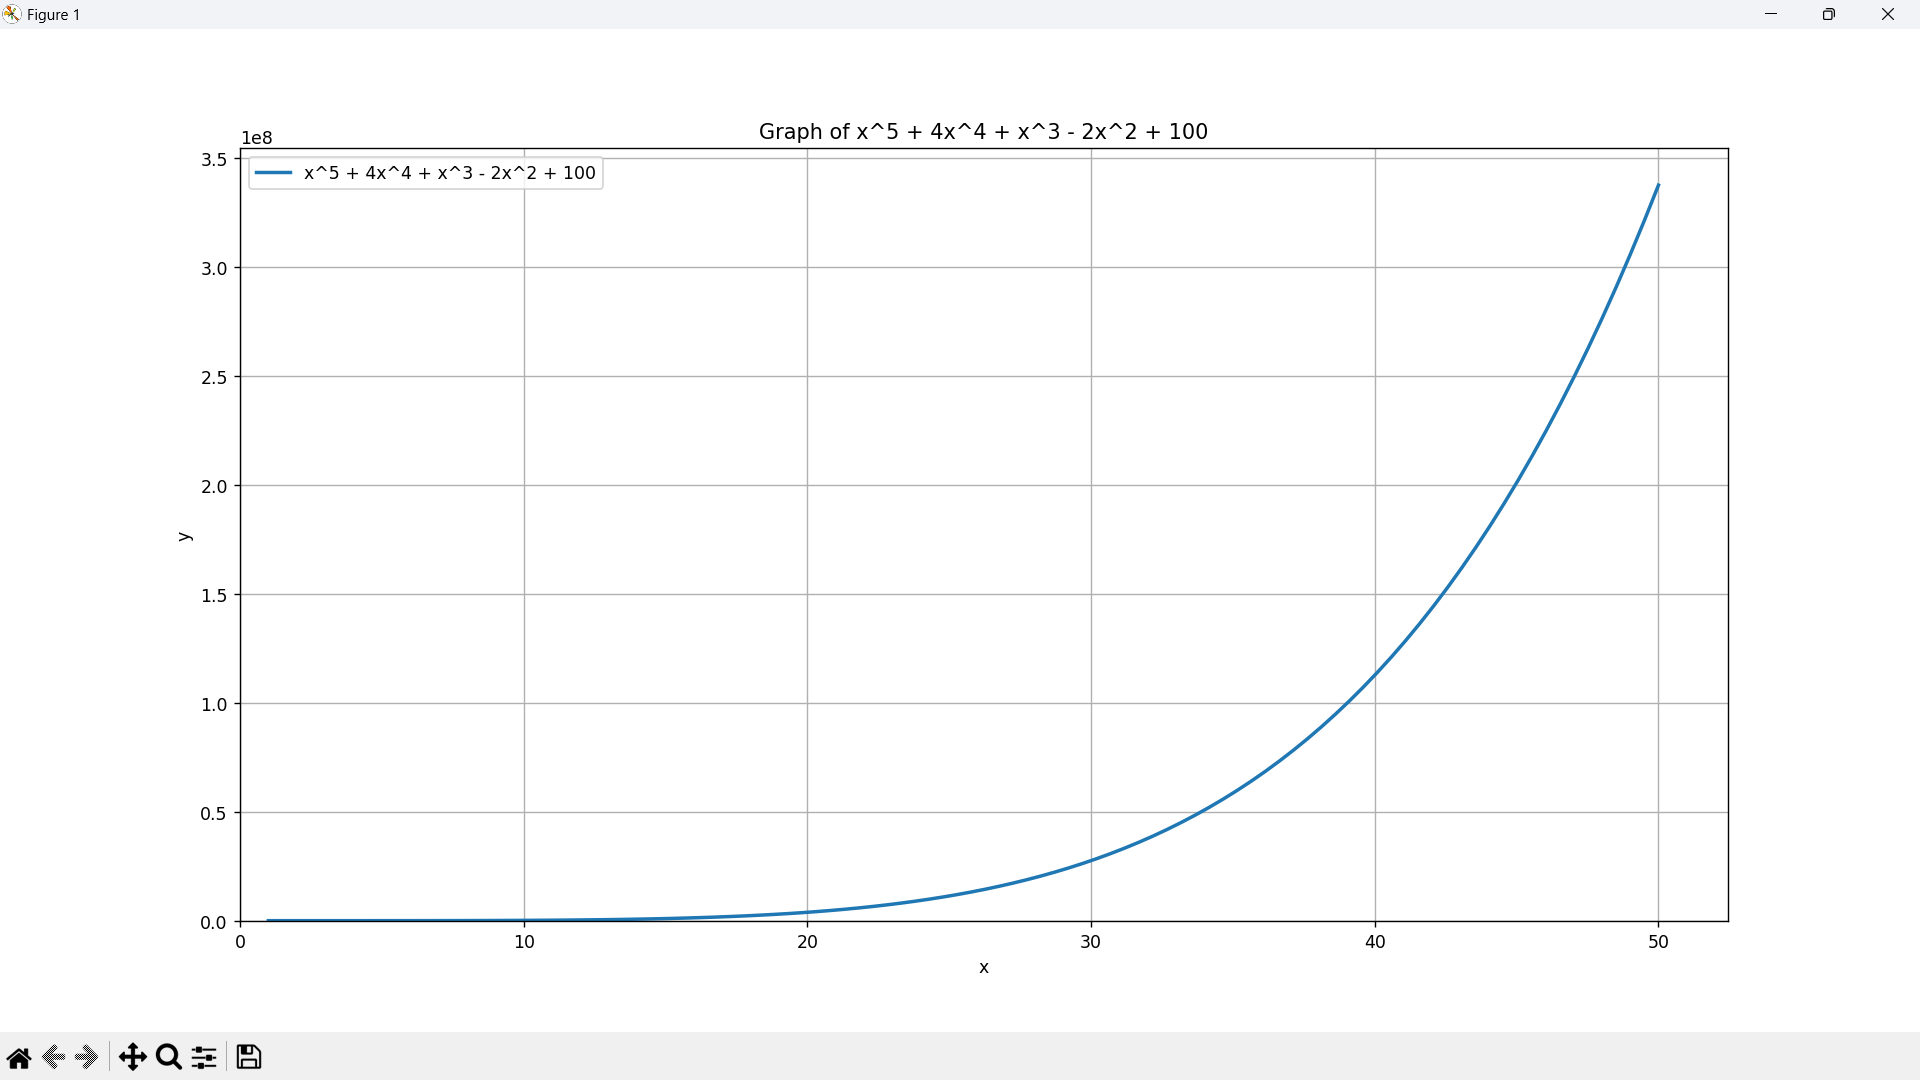 Figure 1
Graph of x^5 + 4x^4 + x^3 - 2x^2 + 100
1e8
x^5 + 4x^4 + x^3 - 2x^2 + 100
3.5
3.0
2.5
2.0
1.5
1.0
0.5
0.0
y
0 10 20 30 40 50
x